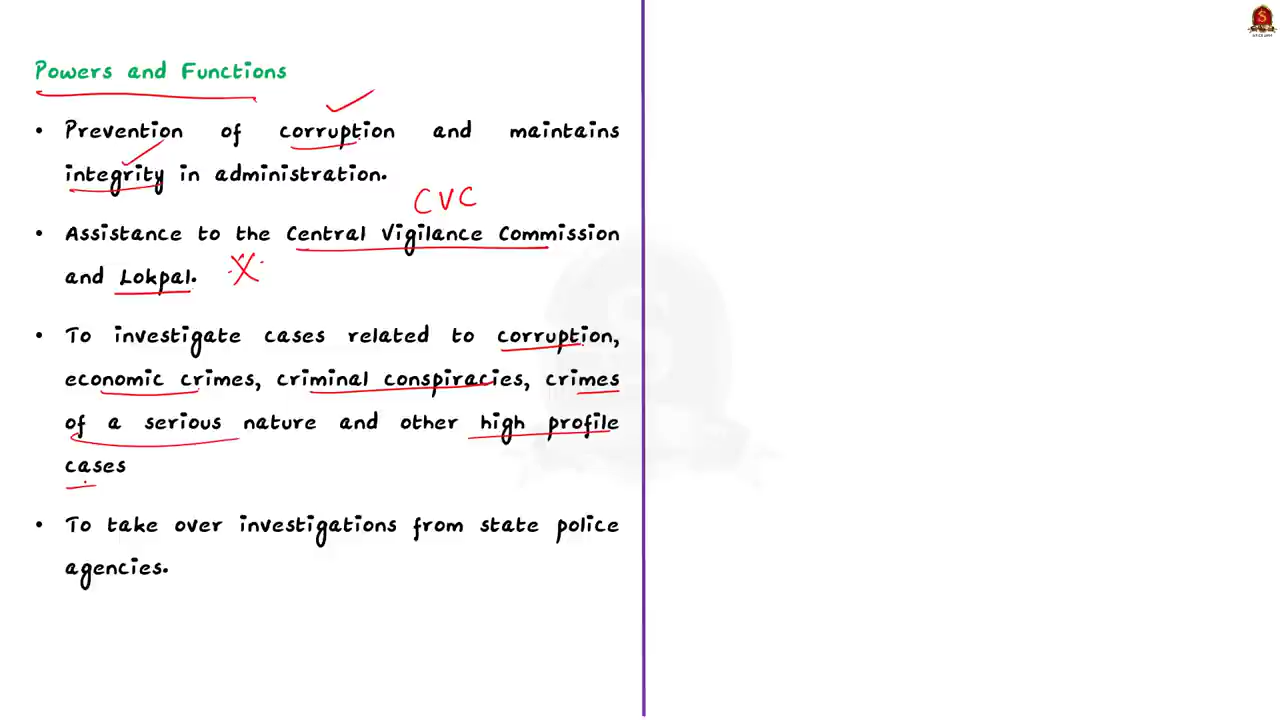 Powers and Functions
• Prevention of corruption and maintains
integrity in administration.
CVC
• Assistance to the Central Vigilance Commission
and Lokpal.
• To investigate cases related to corruption,
economic crimes, criminal conspiracies, crimes
of a serious nature and other high profile
cases
• To take over investigations from state police
agencies.